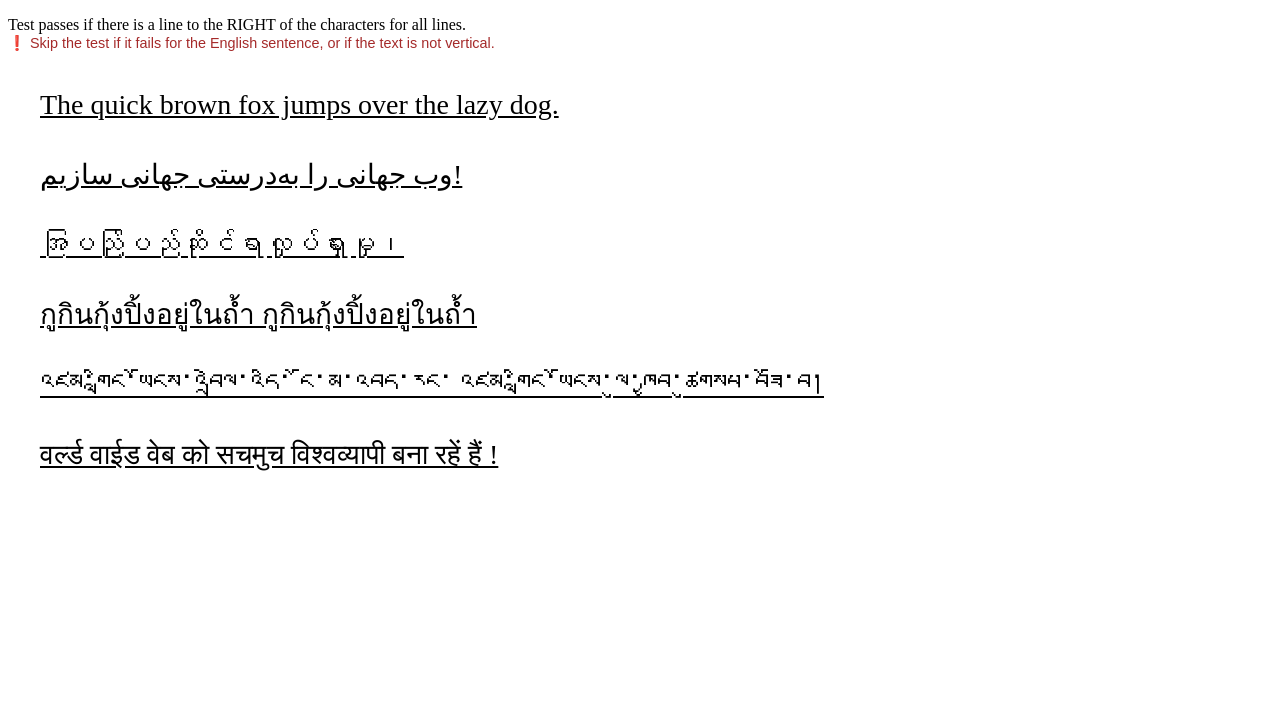 Test passes if there is a line to the RIGHT of the characters for all lines.
❗ Skip the test if it fails for the English sentence, or if the text is not vertical.
The quick brown fox jumps over the lazy dog.
وب جهانی را به‌درستی جهانی سازیم!
အပြည်ပြည်ဆိုင်ရာလှုပ်ရှားမှု၊
กูกินกุ้งปิ้งอยู่ในถ้ำ กูกินกุ้งปิ้งอยู่ในถ้ำ
འཛམ་གླིང་ཡོངས་འབྲེལ་འདི་ ངོ་མ་འབད་རང་ འཛམ་གླིང་ཡོངས་ལུ་ཁྱབ་ཚུགསཔ་བཟོ་བ།
वर्ल्ड वाईड वेब को सचमुच विश्वव्यापी बना रहें हैं !